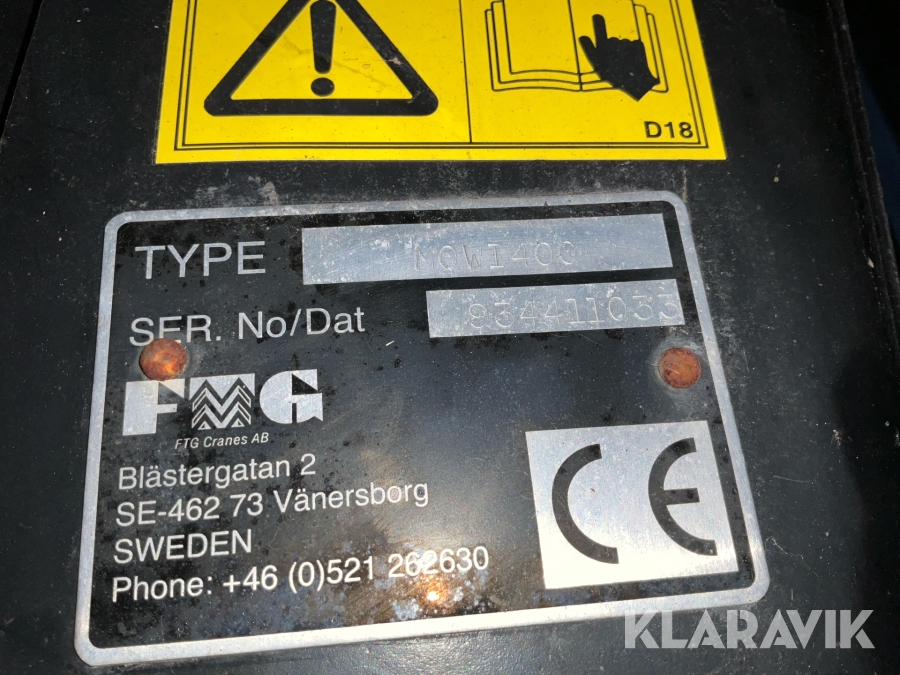 D18
TYPE MOWI400
SER. No/Dat 834411033
FMG
FTG Cranes AB
Blästergatan 2
SE-462 73 Vänersborg
SWEDEN
Phone: +46 (0)521 262630
CE
KLARAVIK